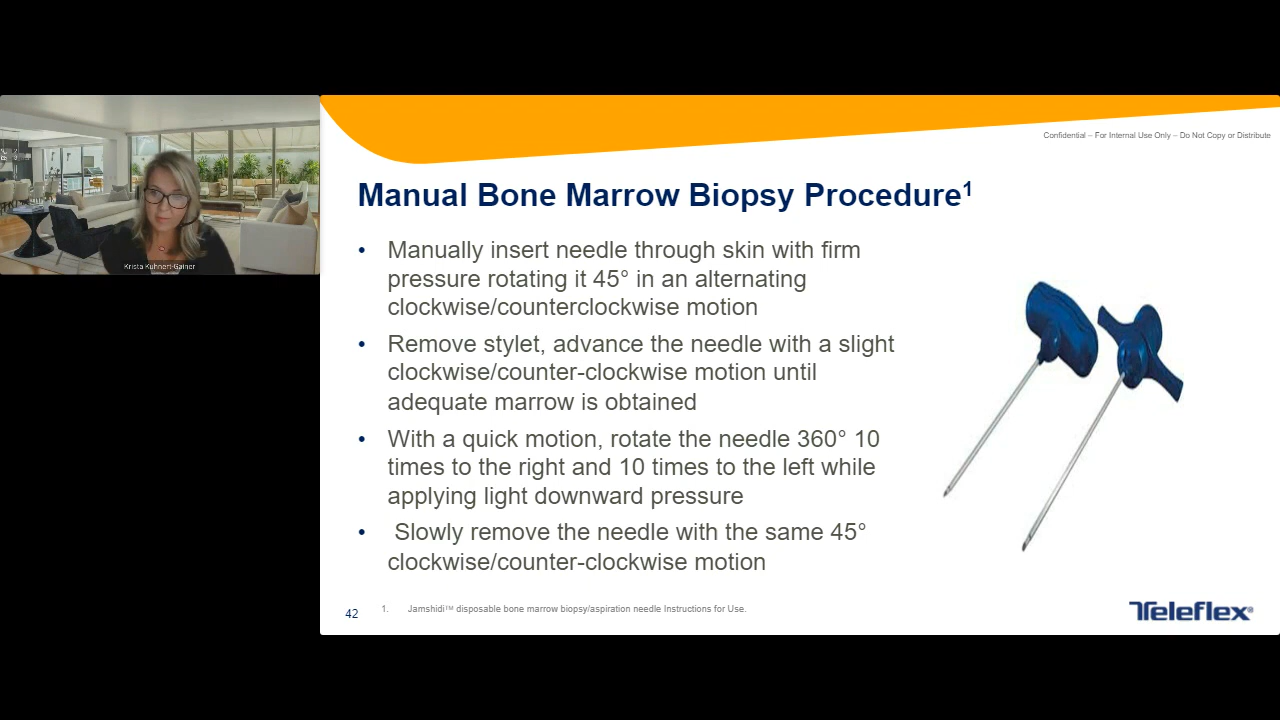 Confidential – For Internal Use Only – Do Not Copy or Distribute
Krista Kuhnert-Gainer
Manual Bone Marrow Biopsy Procedure1
• Manually insert needle through skin with firm
pressure rotating it 45° in an alternating
clockwise/counterclockwise motion
• Remove stylet, advance the needle with a slight
clockwise/counter-clockwise motion until
adequate marrow is obtained
• With a quick motion, rotate the needle 360° 10
times to the right and 10 times to the left while
applying light downward pressure
• Slowly remove the needle with the same 45°
clockwise/counter-clockwise motion
42
1. Jamshidi™ disposable bone marrow biopsy/aspiration needle Instructions for Use.
Teleflex®